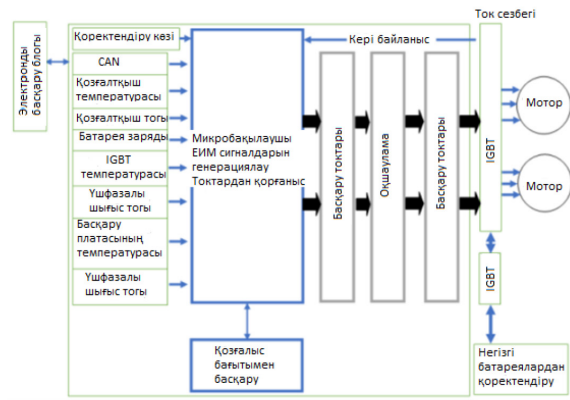 Ток сезбегі
Электронды
басқару блогы
Қоректендіру көзі
CAN
Қозғалтқыш
температурасы
Қозғалтқыш тогы
Батарея заряды
IGBT
температурасы
Үшфазалы
шығыс тогы
Басқару
платасының
температурасы
Үшфазалы
шығыс тогы
Микробақылаушы
ЕИМ сигналдарын
генерациялау
Токтардан қорғаныс
Кері байланыс
Басқару токтары
Оқшаулама
Басқару токтары
IGBT
Мотор
Мотор
IGBT
Қозғалыс
бағытымен
басқару
Негізгі
батареялардан
қоректендіру